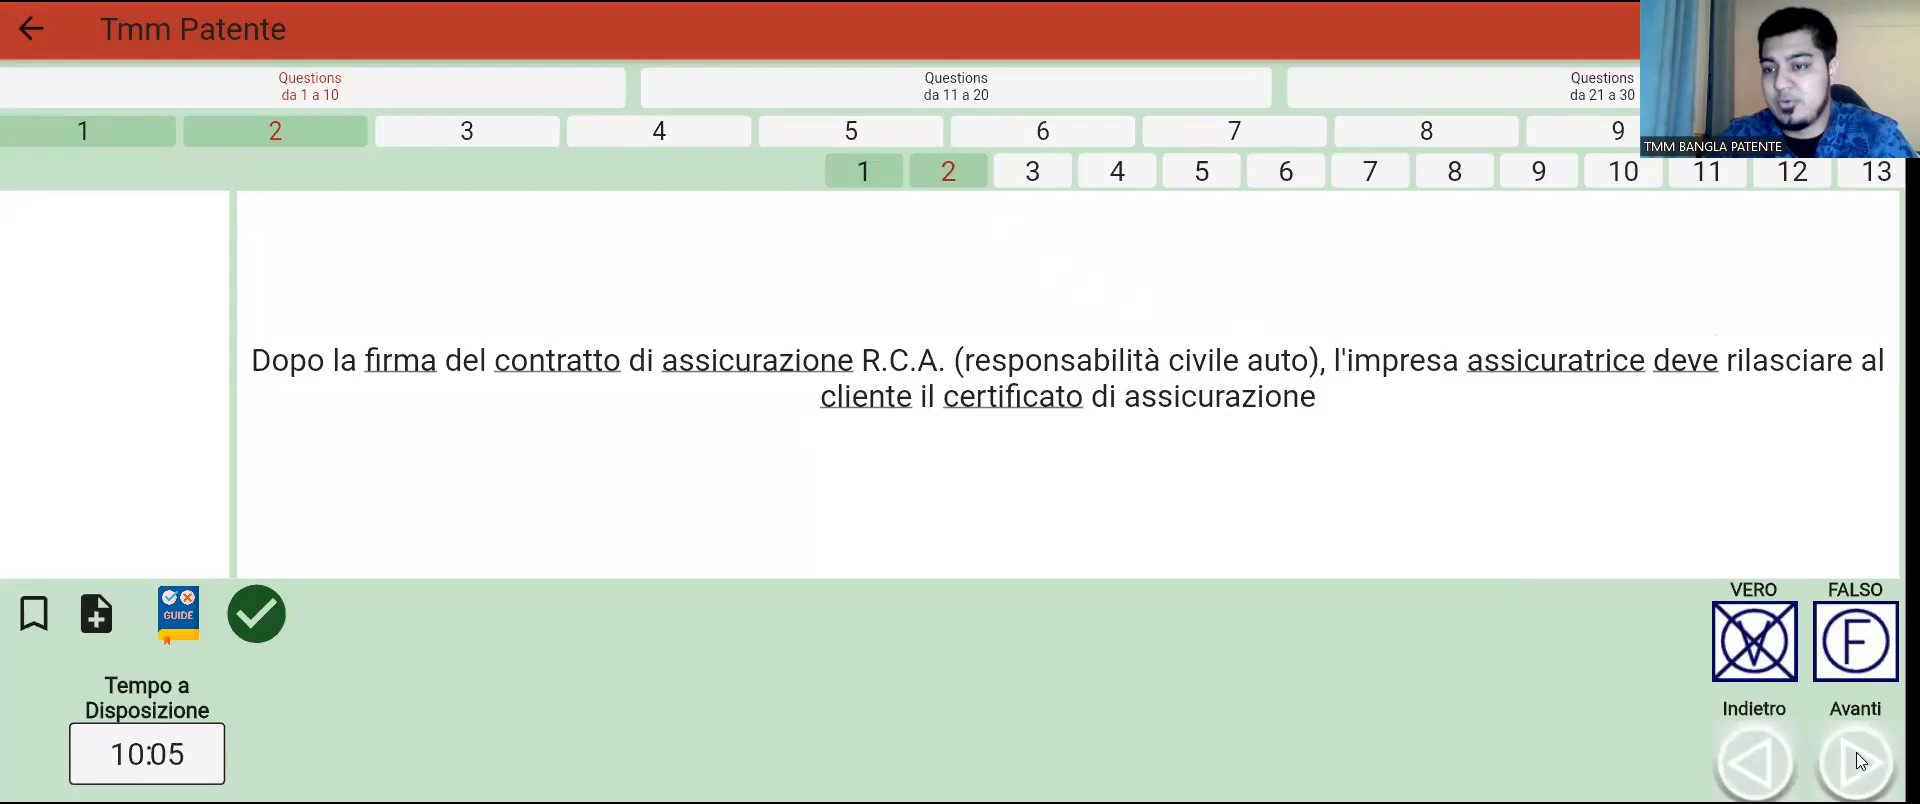 Tmm Patente
Questions
da 1 a 10
Questions
da 11 a 20
Questions
da 21 a 30
1 2 3 4 5 6 7 8 9
TMM BANGLA PATENTE
1 2 3 4 5 6 7 8 9 10 11 12 13
Dopo la firma del contratto di assicurazione R.C.A. (responsabilità civile auto), l'impresa assicuratrice deve rilasciare al
cliente il certificato di assicurazione
GUIDE
VERO FALSO
V F
Tempo a
Disposizione
10:05
Indietro Avanti